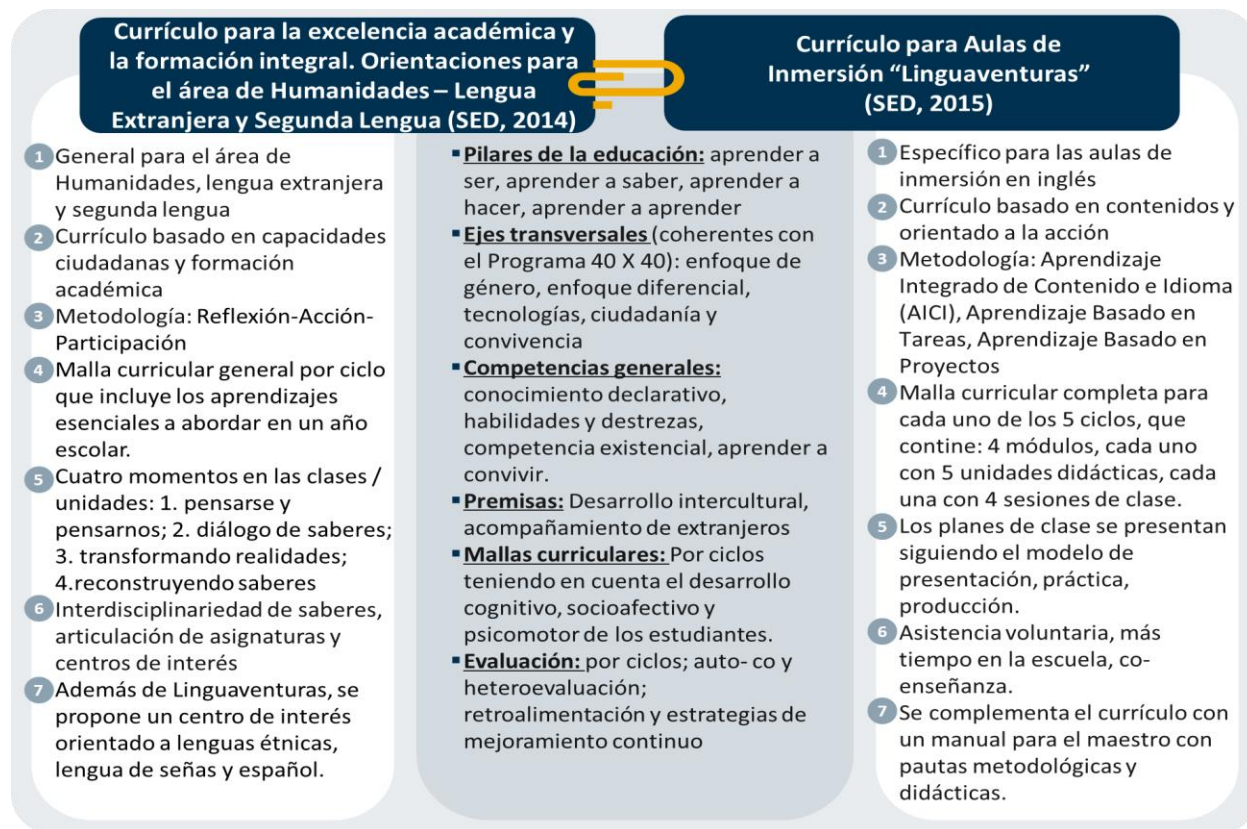 Currículo para la excelencia académica y
la formación integral. Orientaciones para
el área de Humanidades – Lengua
Extranjera y Segunda Lengua (SED, 2014)
Currículo para Aulas de
Inmersión “Linguaventuras”
(SED, 2015)
1 General para el área de
Humanidades, lengua extranjera
y segunda lengua
2 Currículo basado en capacidades
ciudadanas y formación
académica
3 Metodología: Reflexión-Acción-
Participación
4 Malla curricular general por ciclo
que incluye los aprendizajes
esenciales a abordar en un año
escolar.
5 Cuatro momentos en las clases /
unidades: 1. pensarse y
pensarnos; 2. diálogo de saberes;
3. transformando realidades;
4.reconstruyendo saberes
6 Interdisciplinariedad de saberes,
articulación de asignaturas y
centros de interés
7 Además de Linguaventuras, se
propone un centro de interés
orientado a lenguas étnicas,
lengua de señas y español.
▪Pilares de la educación: aprender a
ser, aprender a saber, aprender a
hacer, aprender a aprender
▪Ejes transversales (coherentes con
el Programa 40 X 40): enfoque de
género, enfoque diferencial,
tecnologías, ciudadanía y
convivencia
▪Competencias generales:
conocimiento declarativo,
habilidades y destrezas,
competencia existencial, aprender a
convivir.
▪Premisas: Desarrollo intercultural,
acompañamiento de extranjeros
▪Mallas curriculares: Por ciclos
teniendo en cuenta el desarrollo
cognitivo, socioafectivo y
psicomotor de los estudiantes.
▪Evaluación: por ciclos; auto- co y
heteroevaluación;
retroalimentación y estrategias de
mejoramiento continuo
1 Específico para las aulas de
inmersión en inglés
2 Currículo basado en contenidos y
orientado a la acción
3 Metodología: Aprendizaje
Integrado de Contenido e Idioma
(AICI), Aprendizaje Basado en
Tareas, Aprendizaje Basado en
Proyectos
4 Malla curricular completa para
cada uno de los 5 ciclos, que
contine: 4 módulos, cada uno
con 5 unidades didácticas, cada
una con 4 sesiones de clase.
5 Los planes de clase se presentan
siguiendo el modelo de
presentación, práctica,
producción.
6 Asistencia voluntaria, más
tiempo en la escuela, co-
enseñanza.
7 Se complementa el currículo con
un manual para el maestro con
pautas metodológicas y
didácticas.